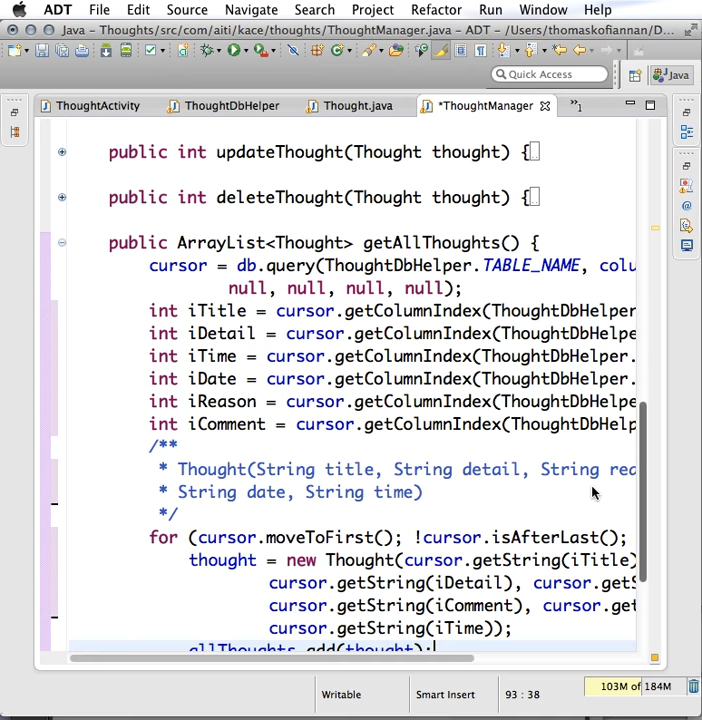 ADT File Edit Source Navigate Search Project Refactor Run Window Help
Java – Thoughts/src/com/aiti/kace/thoughts/ThoughtManager.java – ADT – /Users/thomaskofiannan/D...
Quick Access Java
ThoughtActivity ThoughtDbHelper Thought.java *ThoughtManager »1
public int updateThought(Thought thought) {
public int deleteThought(Thought thought) {
public ArrayList<Thought> getAllThoughts() {
cursor = db.query(ThoughtDbHelper.TABLE_NAME, colu
null, null, null, null);
int iTitle = cursor.getColumnIndex(ThoughtDbHelper
int iDetail = cursor.getColumnIndex(ThoughtDbHelpe
int iTime = cursor.getColumnIndex(ThoughtDbHelper.
int iDate = cursor.getColumnIndex(ThoughtDbHelper.
int iReason = cursor.getColumnIndex(ThoughtDbHelpe
int iComment = cursor.getColumnIndex(ThoughtDbHelp
/**
* Thought(String title, String detail, String rea
* String date, String time)
*/
for (cursor.moveToFirst(); !cursor.isAfterLast();
thought = new Thought(cursor.getString(iTitle)
cursor.getString(iDetail), cursor.getS
cursor.getString(iComment), cursor.get
cursor.getString(iTime));
allThoughts.add(thought);
Writable Smart Insert 93 : 38 103M of 184M